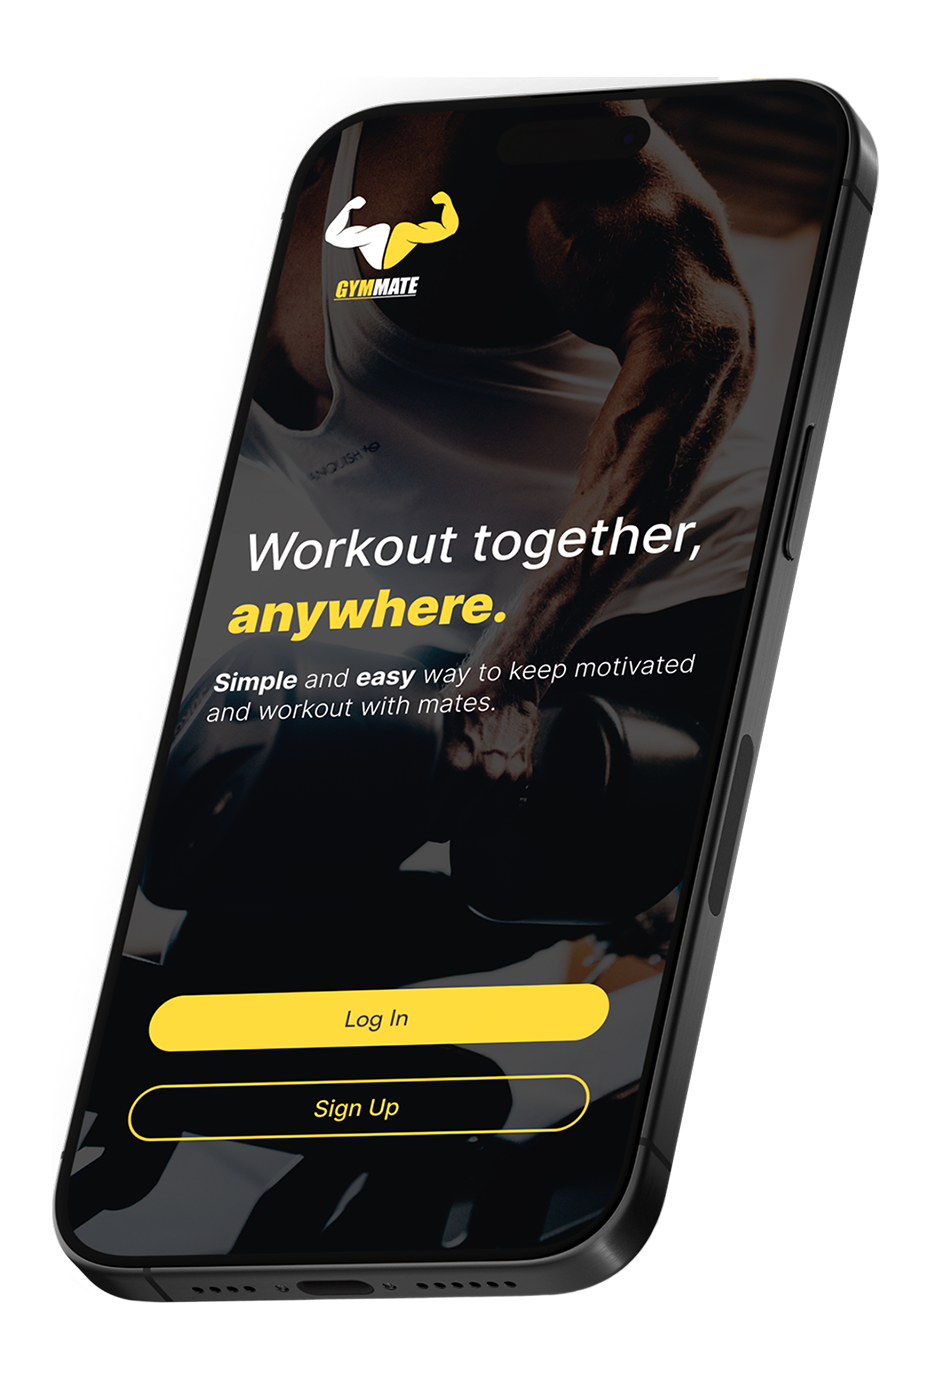 GYMMATE
VANQUISH
Workout together,
anywhere.
Simple and easy way to keep motivated
and workout with mates.
Log In
Sign Up